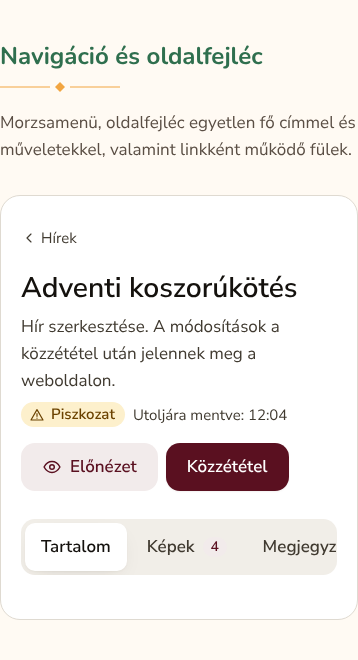 Navigáció és oldalfejléc
Morzsamenü, oldalfejléc egyetlen fő címmel és
műveletekkel, valamint linkként működő fülek.
Hírek
Adventi koszorúkötés
Hír szerkesztése. A módosítások a
közzététel után jelennek meg a
weboldalon.
Piszkozat Utoljára mentve: 12:04
Előnézet Közzététel
Tartalom Képek 4 Megjegyz